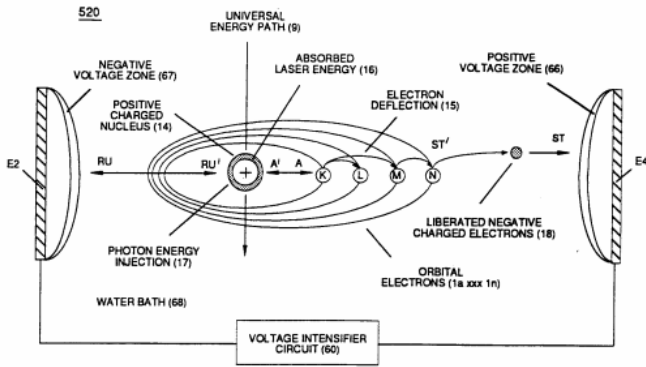 520
UNIVERSAL
ENERGY PATH (9)
NEGATIVE
VOLTAGE ZONE (67)
ABSORBED
LASER ENERGY (16)
POSITIVE
VOLTAGE ZONE (66)
POSITIVE
CHARGED
NUCLEUS (14)
ELECTRON
DEFLECTION (15)
ST'
ST
RU
RU'
+
A'
A
K
L
M
N
E2
E4
LIBERATED NEGATIVE
CHARGED ELECTRONS (18)
PHOTON ENERGY
INJECTION (17)
ORBITAL
ELECTRONS (1a xxx 1n)
WATER BATH (68)
VOLTAGE INTENSIFIER
CIRCUIT (60)